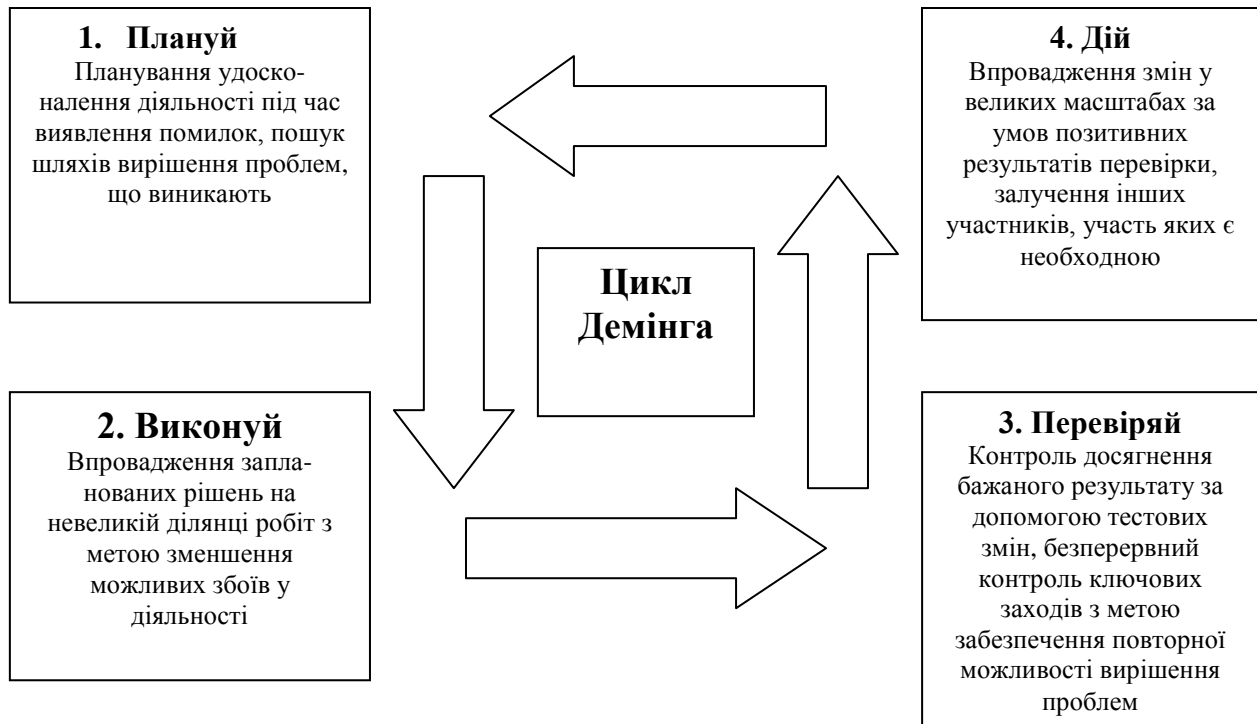 1. Плануй
Планування удоско-
налення діяльності під час
виявлення помилок, пошук
шляхів вирішення проблем,
що виникають
4. Дій
Впровадження змін у
великих масштабах за
умов позитивних
результатів перевірки,
залучення інших
участників, участь яких є
необхідною
Цикл
Демінга
2. Виконуй
Впровадження запла-
нованих рішень на
невеликій ділянці робіт з
метою зменшення
можливих збоїв у
діяльності
3. Перевіряй
Контроль досягнення
бажаного результату за
допомогою тестових
змін, безперервний
контроль ключових
заходів з метою
забезпечення повторної
можливості вирішення
проблем